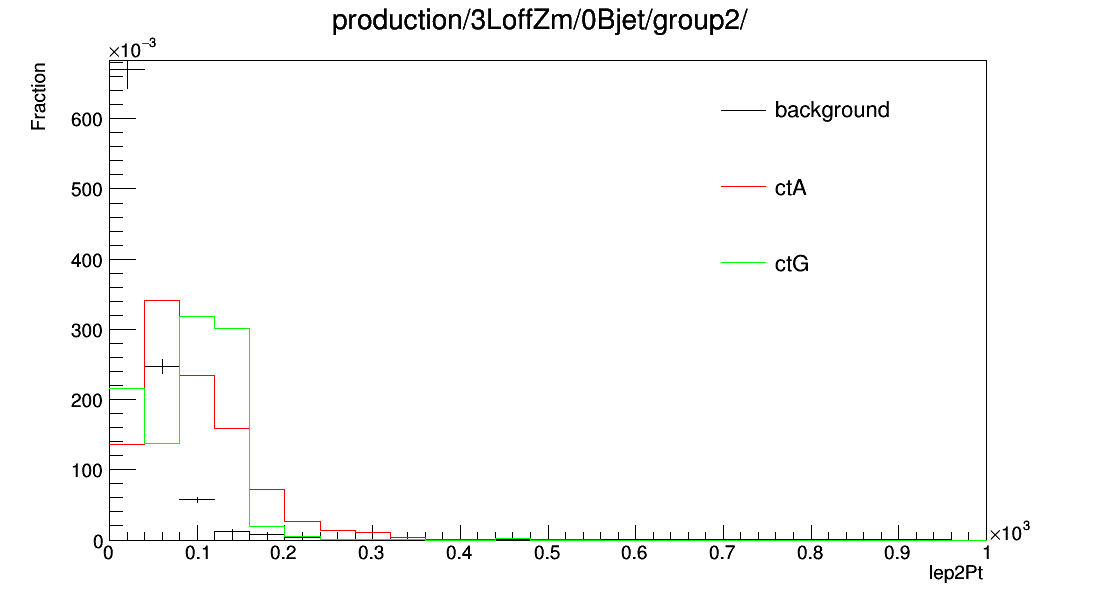 production/3LoffZm/0Bjet/group2/
×10⁻³
Fraction
600
500
400
300
200
100
0
background
ctA
ctG
0 0.1 0.2 0.3 0.4 0.5 0.6 0.7 0.8 0.9 1
×10³
lep2Pt